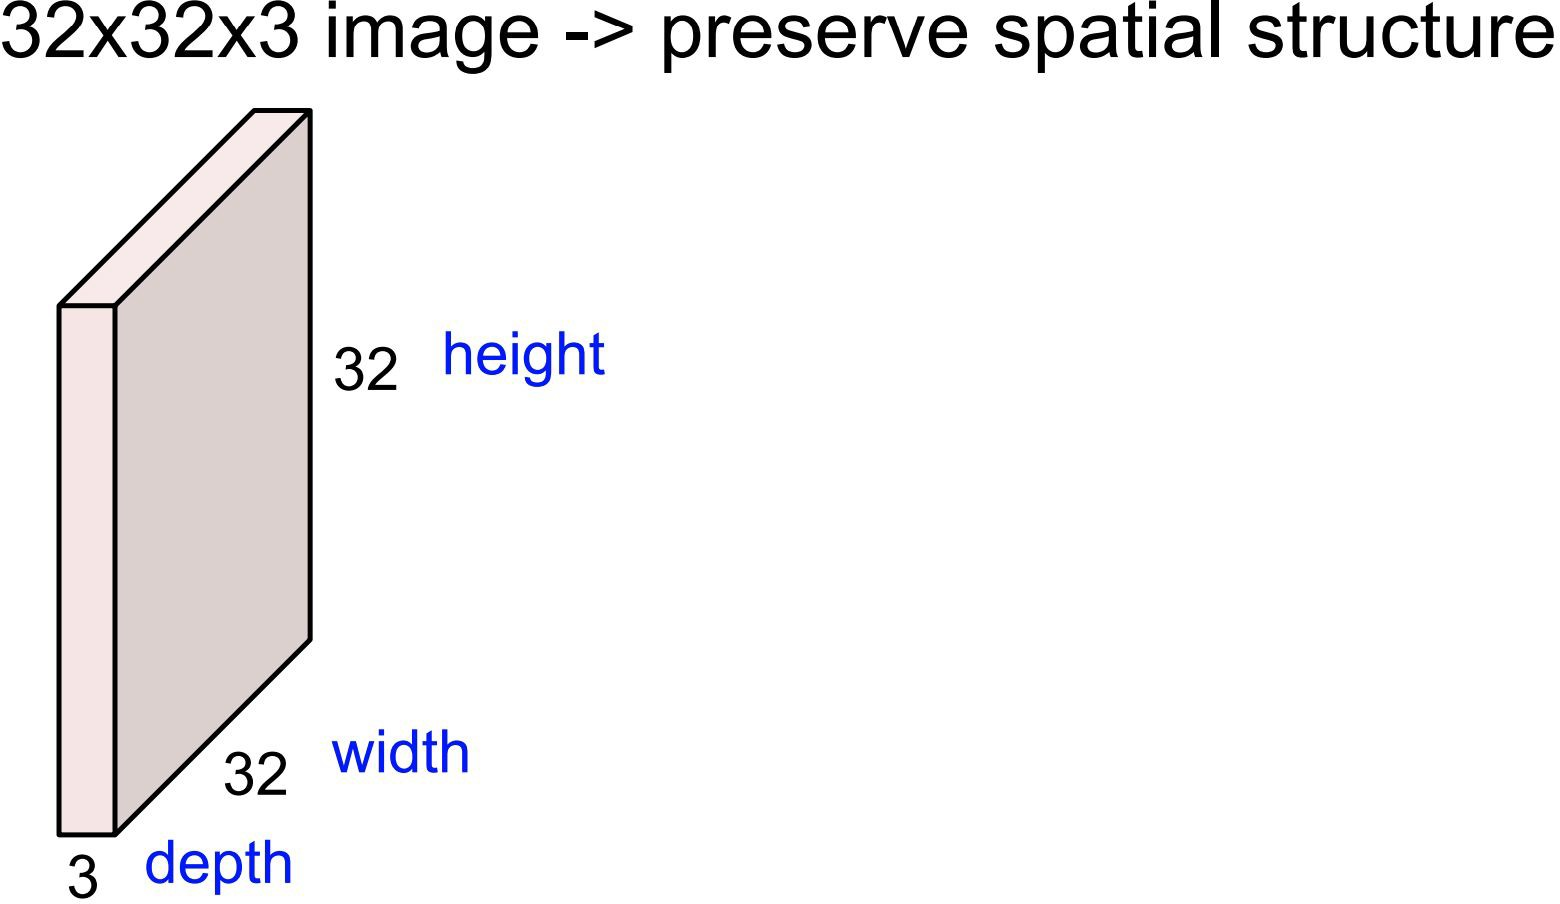 32x32x3 image -> preserve spatial structure
32 height
32 width
3 depth